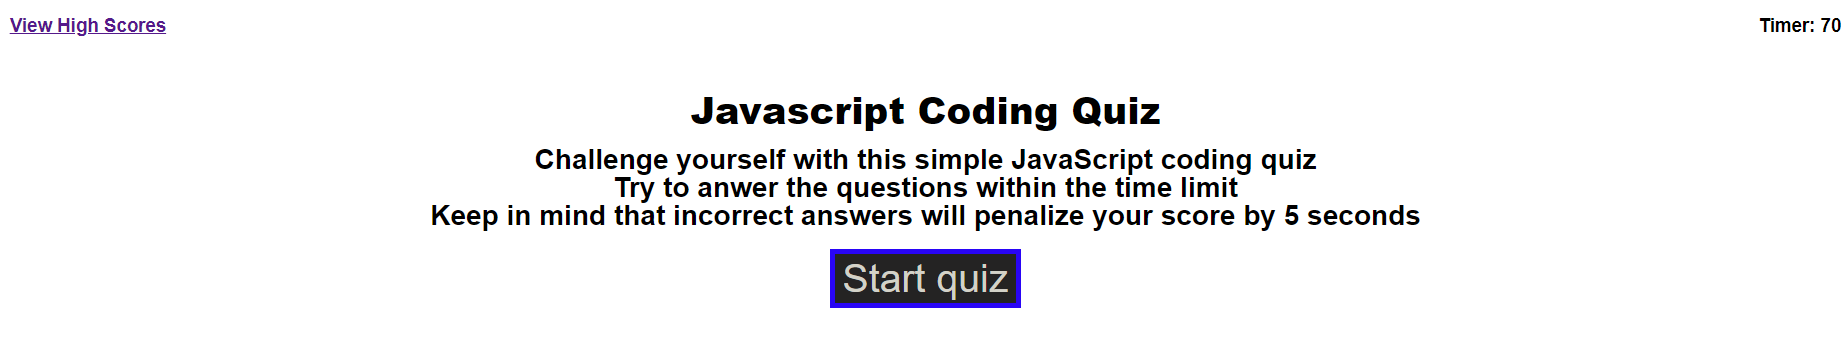 View High Scores
Timer: 70
Javascript Coding Quiz
Challenge yourself with this simple JavaScript coding quiz
Try to anwer the questions within the time limit
Keep in mind that incorrect answers will penalize your score by 5 seconds
Start quiz